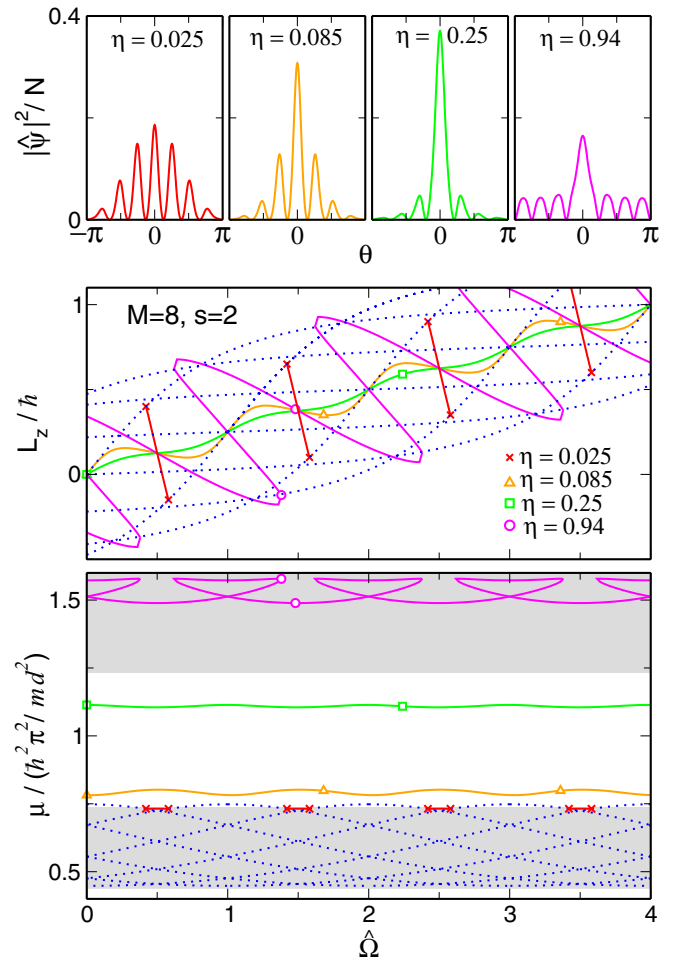 0.4
η = 0.025
η = 0.085
η = 0.25
η = 0.94
|ψ̂|²/ N
0
−π 0 π
0
0 π
0 π
θ
1
M=8, s=2
L_z / ħ
0
η = 0.025
η = 0.085
η = 0.25
η = 0.94
1.5
μ / (ħ²π²/ md²)
1
0.5
0 1 2 3 4
Ω̂